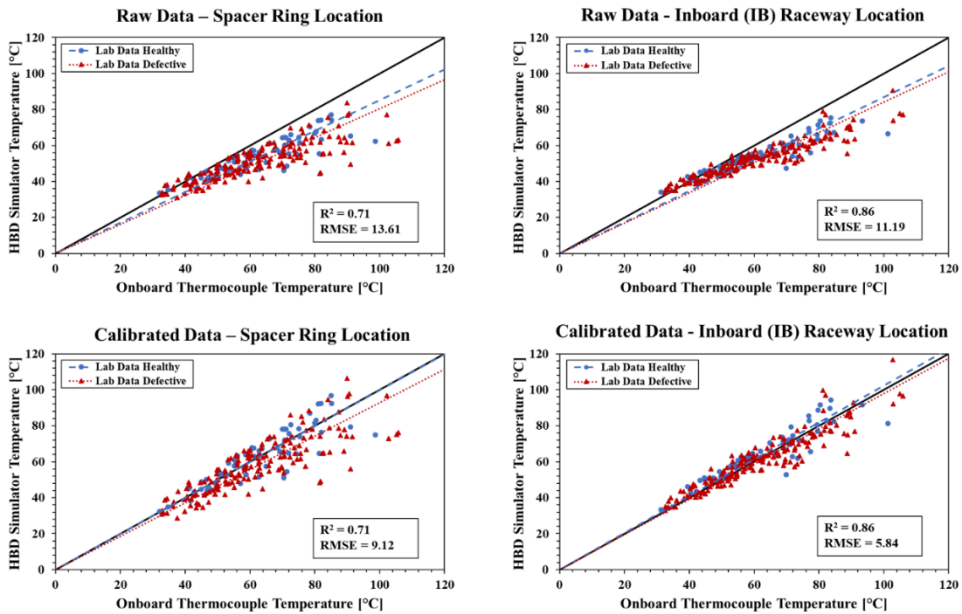 Raw Data – Spacer Ring Location
HBD Simulator Temperature [°C]
120
100
80
60
40
20
0
Lab Data Healthy
Lab Data Defective
R² = 0.71
RMSE = 13.61
0 20 40 60 80 100 120
Onboard Thermocouple Temperature [°C]
Raw Data - Inboard (IB) Raceway Location
HBD Simulator Temperature [°C]
120
100
80
60
40
20
0
Lab Data Healthy
Lab Data Defective
R² = 0.86
RMSE = 11.19
0 20 40 60 80 100 120
Onboard Thermocouple Temperature [°C]
Calibrated Data – Spacer Ring Location
HBD Simulator Temperature [°C]
120
100
80
60
40
20
0
Lab Data Healthy
Lab Data Defective
R² = 0.71
RMSE = 9.12
0 20 40 60 80 100 120
Onboard Thermocouple Temperature [°C]
Calibrated Data - Inboard (IB) Raceway Location
HBD Simulator Temperature [°C]
120
100
80
60
40
20
0
Lab Data Healthy
Lab Data Defective
R² = 0.86
RMSE = 5.84
0 20 40 60 80 100 120
Onboard Thermocouple Temperature [°C]